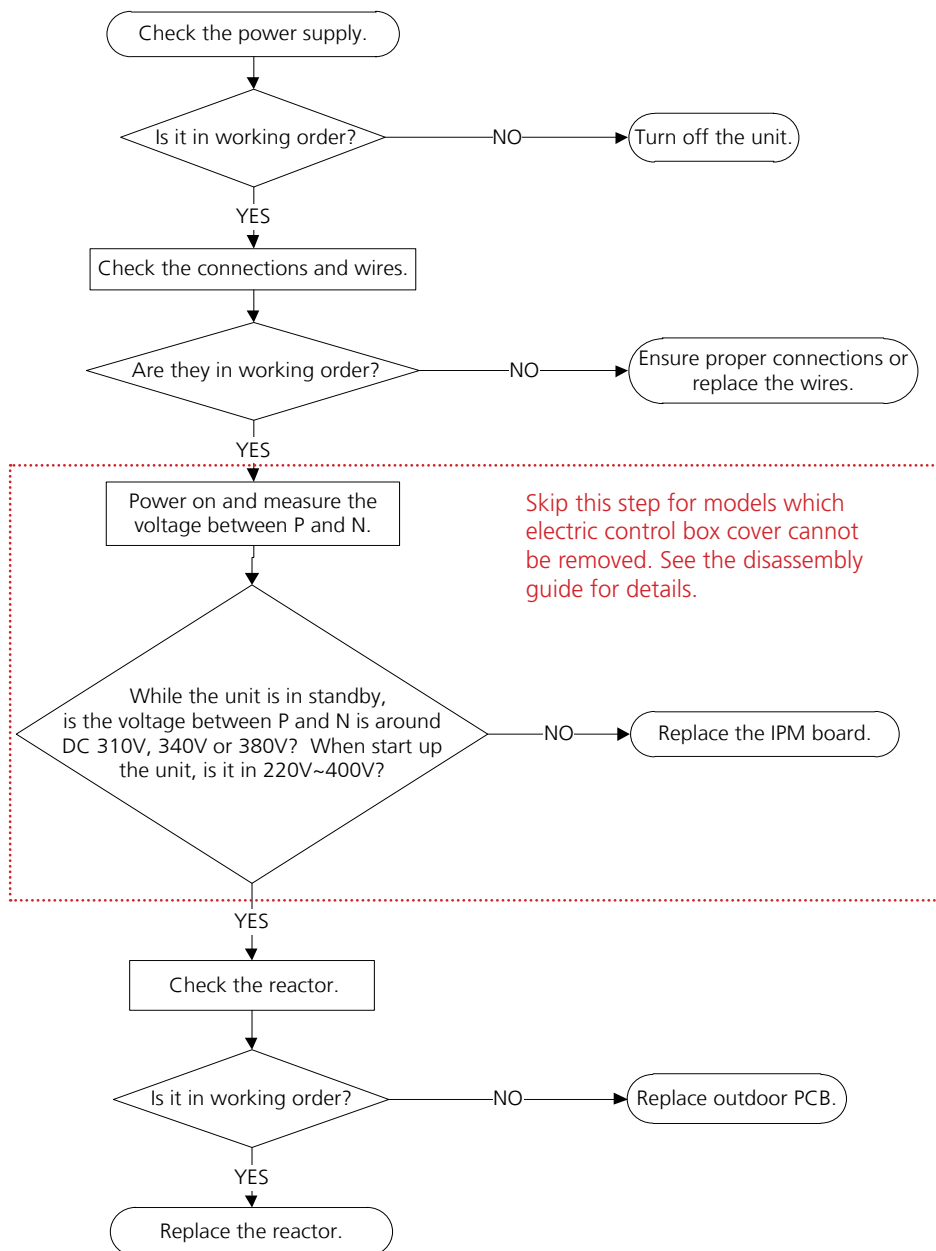 Check the power supply.
Is it in working order?
NO
Turn off the unit.
YES
Check the connections and wires.
Are they in working order?
NO
Ensure proper connections or
replace the wires.
YES
Power on and measure the
voltage between P and N.
Skip this step for models which
electric control box cover cannot
be removed. See the disassembly
guide for details.
While the unit is in standby,
is the voltage between P and N is around
DC 310V, 340V or 380V? When start up
the unit, is it in 220V~400V?
NO
Replace the IPM board.
YES
Check the reactor.
Is it in working order?
NO
Replace outdoor PCB.
YES
Replace the reactor.